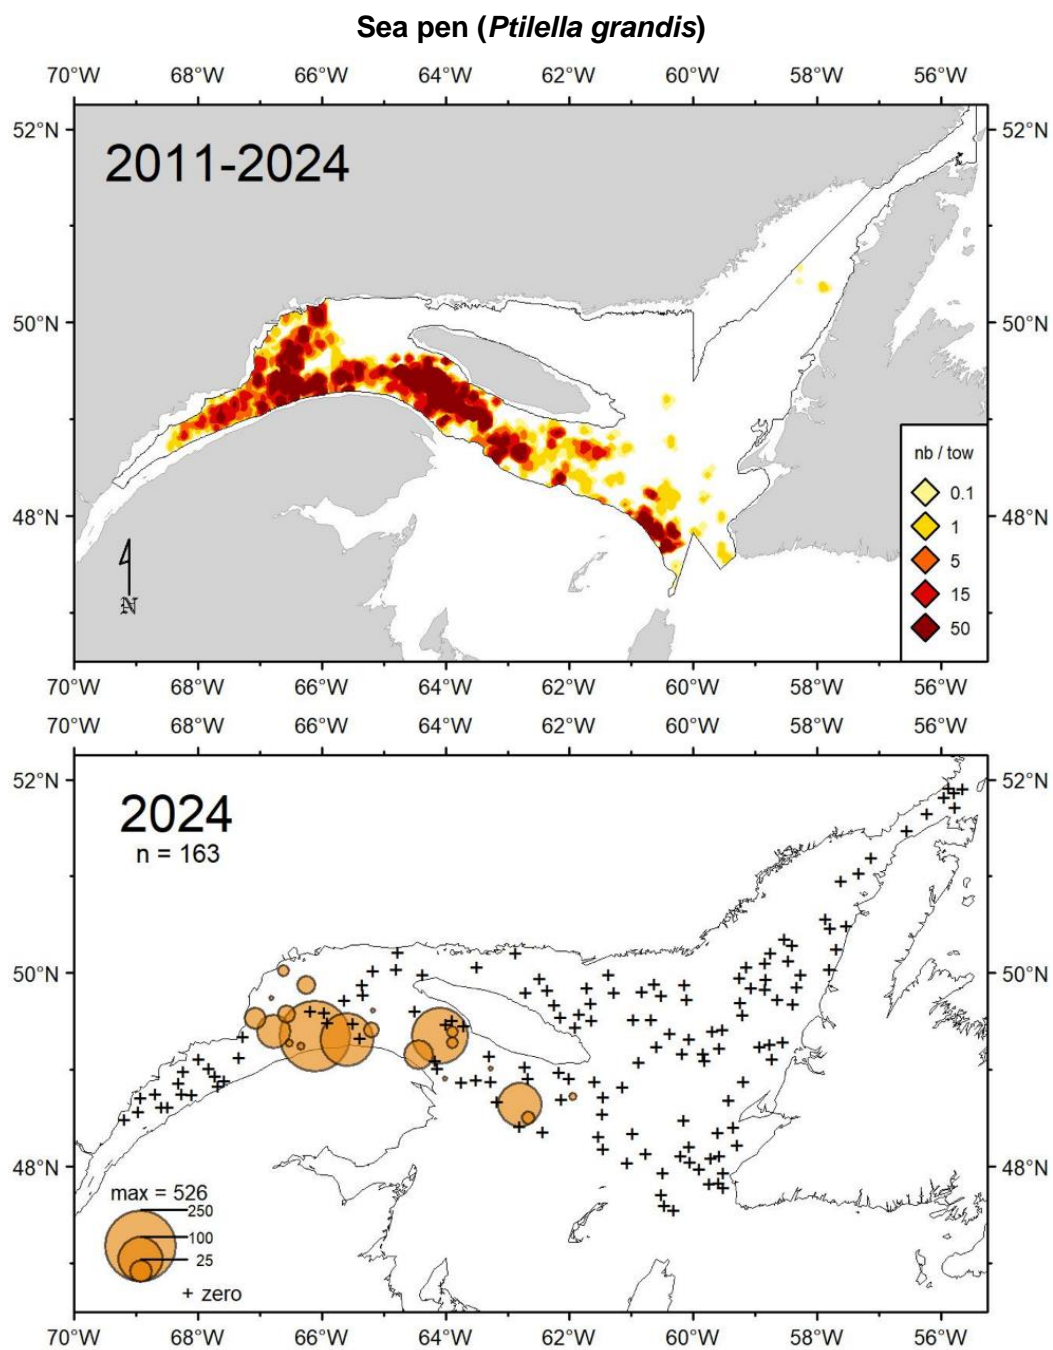 Sea pen (Ptilella grandis)
70°W 68°W 66°W 64°W 62°W 60°W 58°W 56°W
52°N 52°N
2011-2024
50°N 50°N
nb / tow
0.1
48°N 1 48°N
5
15
N
50
70°W 68°W 66°W 64°W 62°W 60°W 58°W 56°W
70°W 68°W 66°W 64°W 62°W 60°W 58°W 56°W
52°N 52°N
2024
n = 163
50°N 50°N
48°N 48°N
max = 526
250
100
25
+ zero
70°W 68°W 66°W 64°W 62°W 60°W 58°W 56°W